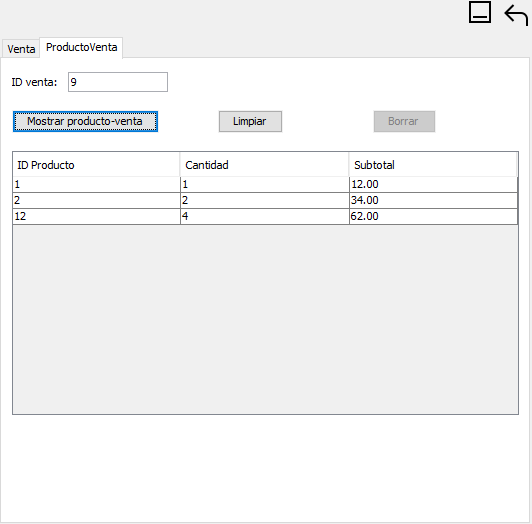 Venta ProductoVenta
ID venta: 9
Mostrar producto-venta Limpiar Borrar
ID Producto Cantidad Subtotal
1 1 12.00
2 2 34.00
12 4 62.00